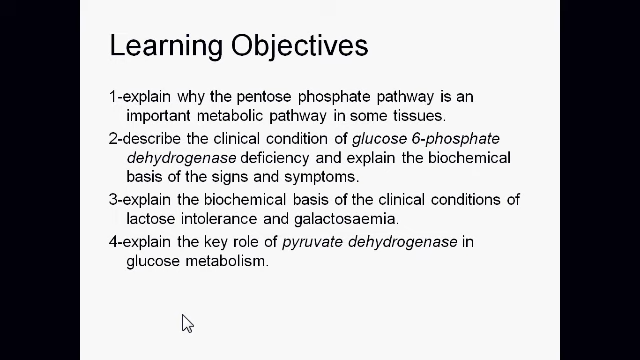 Learning Objectives
1-explain why the pentose phosphate pathway is an
important metabolic pathway in some tissues.
2-describe the clinical condition of glucose 6-phosphate
dehydrogenase deficiency and explain the biochemical
basis of the signs and symptoms.
3-explain the biochemical basis of the clinical conditions of
lactose intolerance and galactosaemia.
4-explain the key role of pyruvate dehydrogenase in
glucose metabolism.